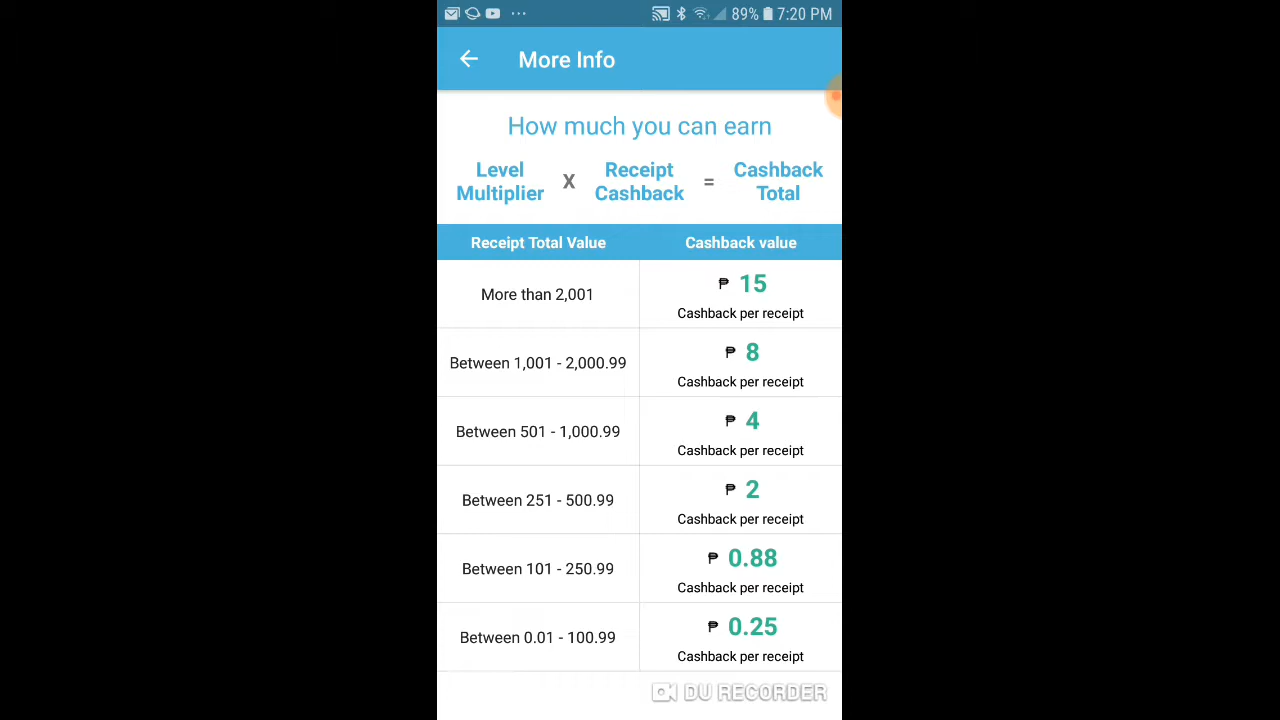 89% 7:20 PM
More Info
How much you can earn
Level Multiplier X Receipt Cashback = Cashback Total
Receipt Total Value Cashback value
More than 2,001 ₱ 15
Cashback per receipt
Between 1,001 - 2,000.99 ₱ 8
Cashback per receipt
Between 501 - 1,000.99 ₱ 4
Cashback per receipt
Between 251 - 500.99 ₱ 2
Cashback per receipt
Between 101 - 250.99 ₱ 0.88
Cashback per receipt
Between 0.01 - 100.99 ₱ 0.25
Cashback per receipt
DU RECORDER